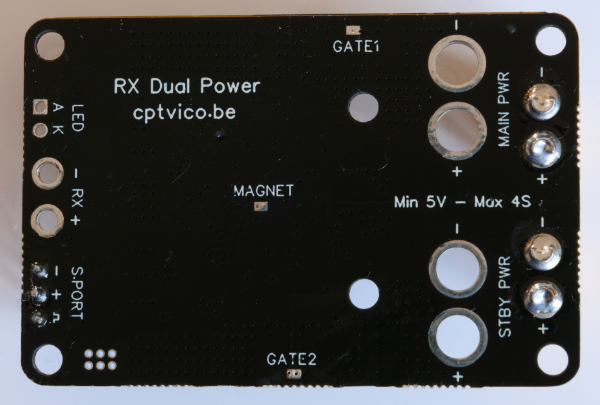 GATE1
RX Dual Power
cptvico.be
LED
A K
- RX +
MAGNET
S.PORT
- + ⎍
GATE2
-
+
MAIN PWR
-
+
Min 5V - Max 4S
-
+
STBY PWR
-
+